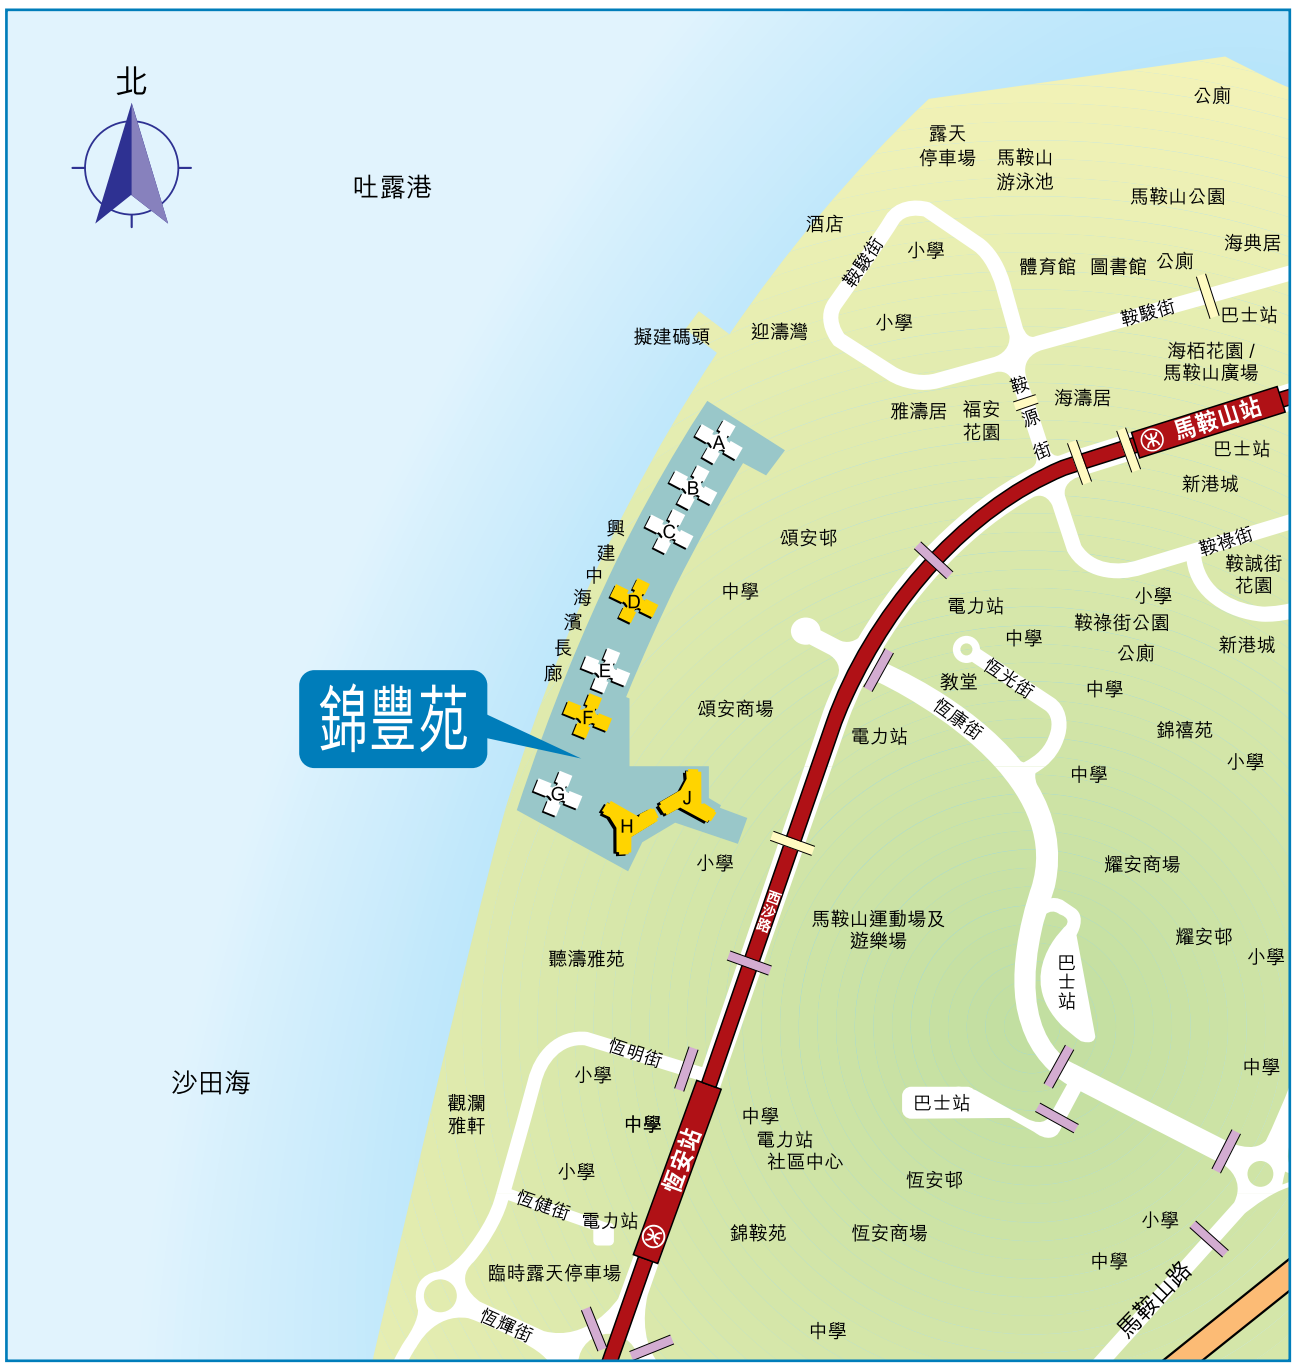 北
公廁
露天
停車場
馬鞍山
游泳池
吐露港
馬鞍山公園
酒店
海典居
小學
鞍駿街
體育館
圖書館
公廁
鞍駿街
巴士站
擬建碼頭
迎濤灣
小學
海栢花園 /
馬鞍山廣場
鞍源街
海濤居
雅濤居
福安
花園
馬鞍山站
A
巴士站
B
新港城
興建中海濱長廊
C
頌安邨
鞍祿街
鞍誠街
花園
中學
D
電力站
小學
鞍祿街公園
中學
新港城
公廁
E
恆光街
教堂
中學
錦豐苑
F
頌安商場
恆康街
電力站
錦禧苑
小學
中學
G
J
H
小學
耀安商場
西沙路
馬鞍山運動場及
遊樂場
耀安邨
小學
聽濤雅苑
巴士站
恆明街
小學
中學
沙田海
觀瀾
雅軒
巴士站
中學
中學
電力站
社區中心
恆安站
小學
恆安邨
恆健街
電力站
小學
錦鞍苑
恆安商場
中學
臨時露天停車場
馬鞍山路
恆輝街
中學